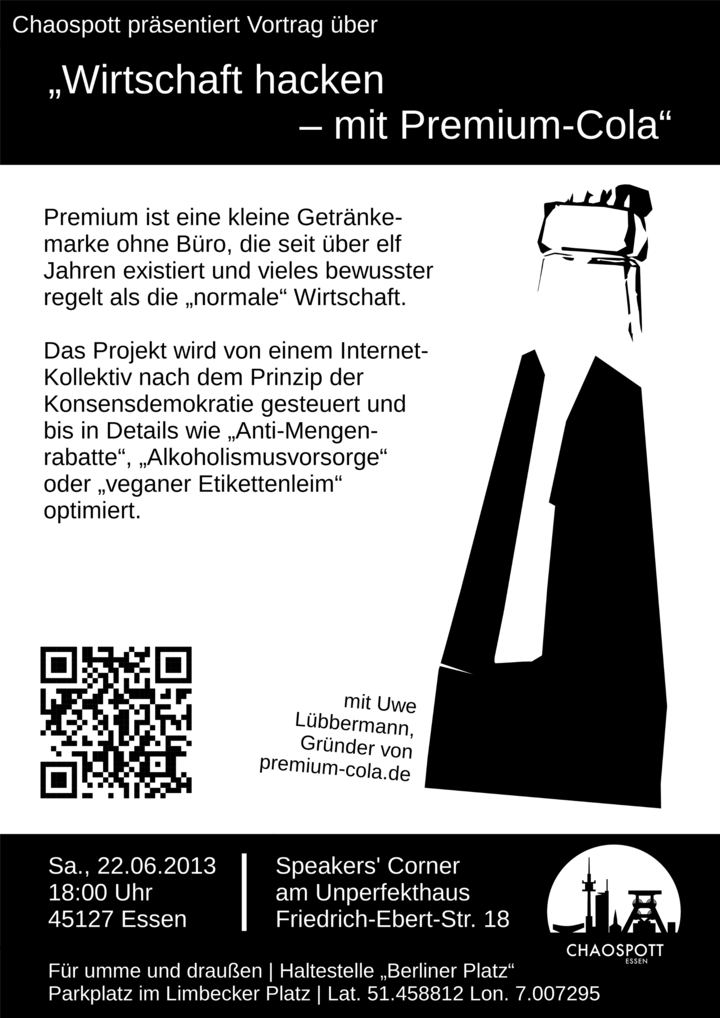 Chaospott präsentiert Vortrag über
„Wirtschaft hacken
– mit Premium-Cola“
Premium ist eine kleine Getränke-
marke ohne Büro, die seit über elf
Jahren existiert und vieles bewusster
regelt als die „normale“ Wirtschaft.
Das Projekt wird von einem Internet-
Kollektiv nach dem Prinzip der
Konsensdemokratie gesteuert und
bis in Details wie „Anti-Mengen-
rabatte“, „Alkoholismusvorsorge“
oder „veganer Etikettenleim“
optimiert.
mit Uwe
Lübbermann,
Gründer von
premium-cola.de
Sa., 22.06.2013
18:00 Uhr
45127 Essen
Speakers' Corner
am Unperfekthaus
Friedrich-Ebert-Str. 18
CHAOSPOTT
ESSEN
Für umme und draußen | Haltestelle „Berliner Platz“
Parkplatz im Limbecker Platz | Lat. 51.458812 Lon. 7.007295